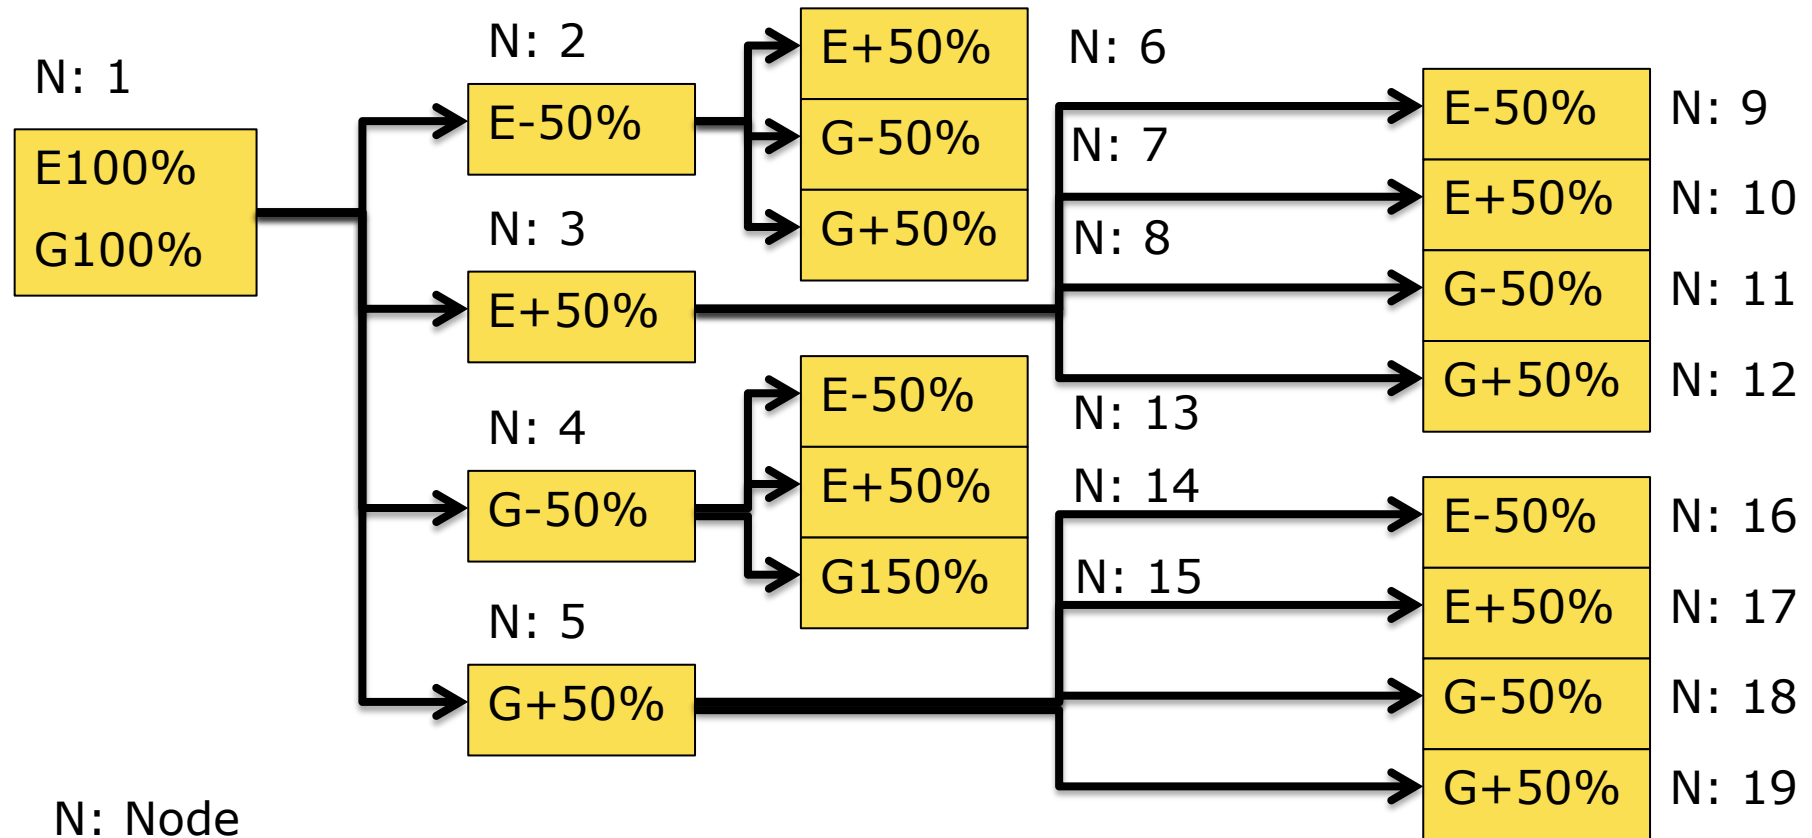 N: 1
E100%
G100%
N: 2
E-50%
N: 3
E+50%
N: 4
G-50%
N: 5
G+50%
E+50%
G-50%
G+50%
N: 6
N: 7
N: 8
E-50%
E+50%
G150%
N: 13
N: 14
N: 15
E-50%
N: 9
E+50%
N: 10
G-50%
N: 11
G+50%
N: 12
E-50%
N: 16
E+50%
N: 17
G-50%
N: 18
G+50%
N: 19
N: Node